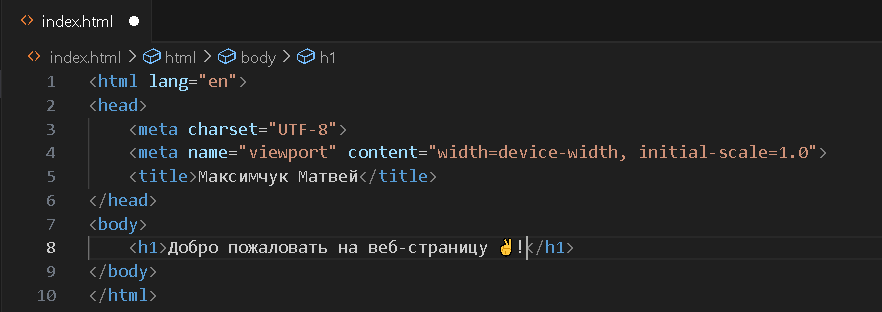 index.html
index.html > html > body > h1
1 <html lang="en">
2 <head>
3     <meta charset="UTF-8">
4     <meta name="viewport" content="width=device-width, initial-scale=1.0">
5     <title>Максимчук Матвей</title>
6 </head>
7 <body>
8     <h1>Добро пожаловать на веб-страницу ✌!</h1>
9 </body>
10 </html>